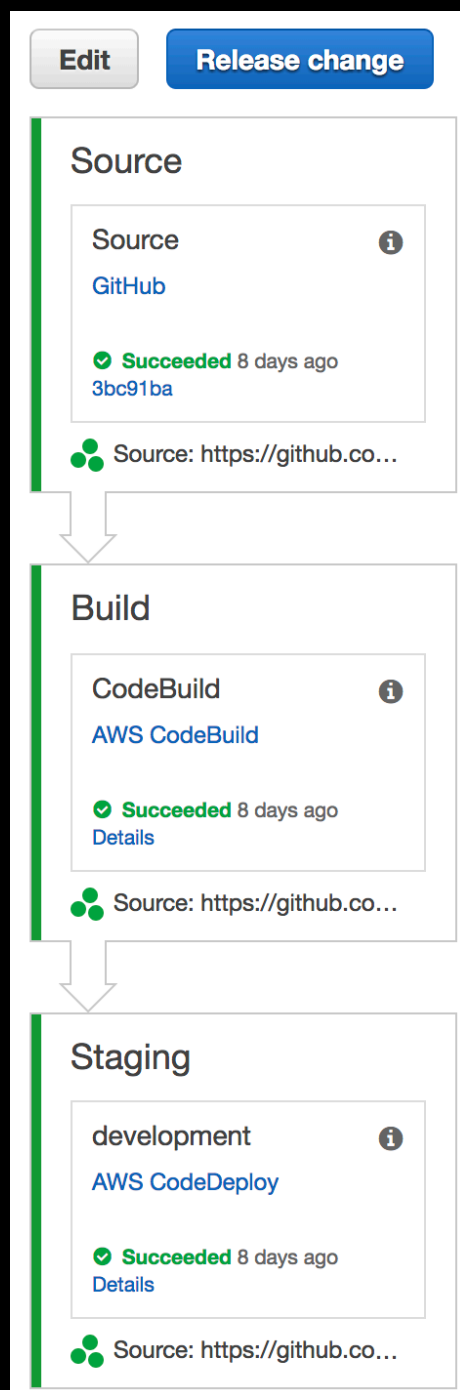 Edit
Release change
Source
Source
GitHub
Succeeded 8 days ago
3bc91ba
Source: https://github.co...
Build
CodeBuild
AWS CodeBuild
Succeeded 8 days ago
Details
Source: https://github.co...
Staging
development
AWS CodeDeploy
Succeeded 8 days ago
Details
Source: https://github.co...